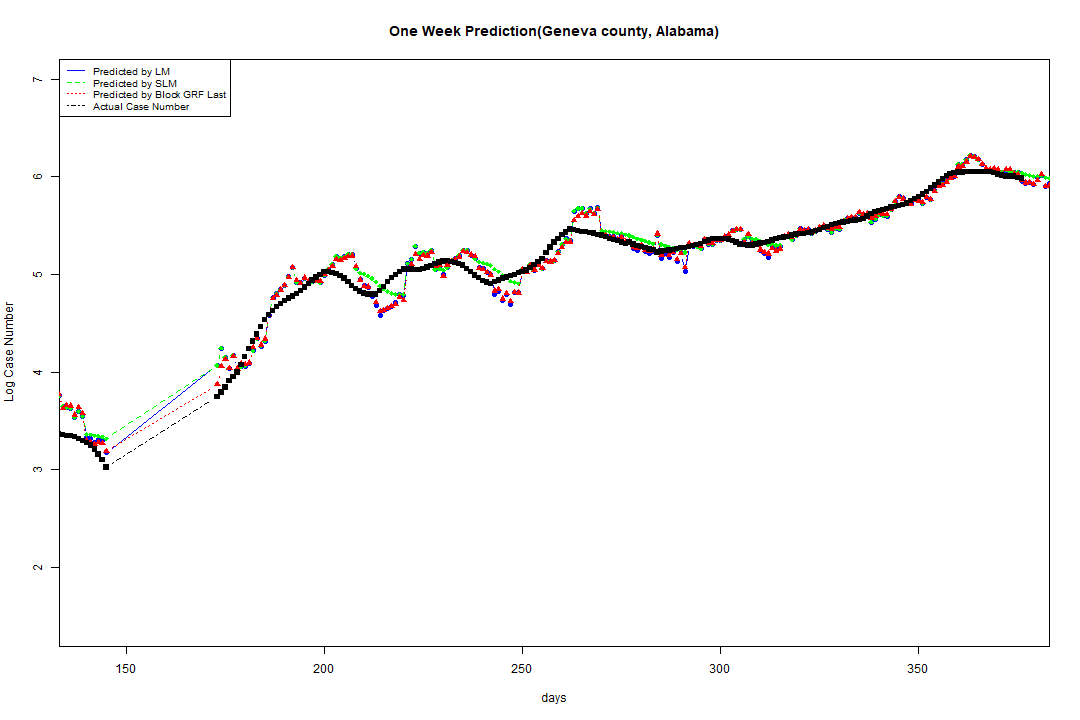 One Week Prediction(Geneva county, Alabama)
Predicted by LM
Predicted by SLM
Predicted by Block GRF Last
Actual Case Number
7
6
5
4
3
2
Log Case Number
150 200 250 300 350
days